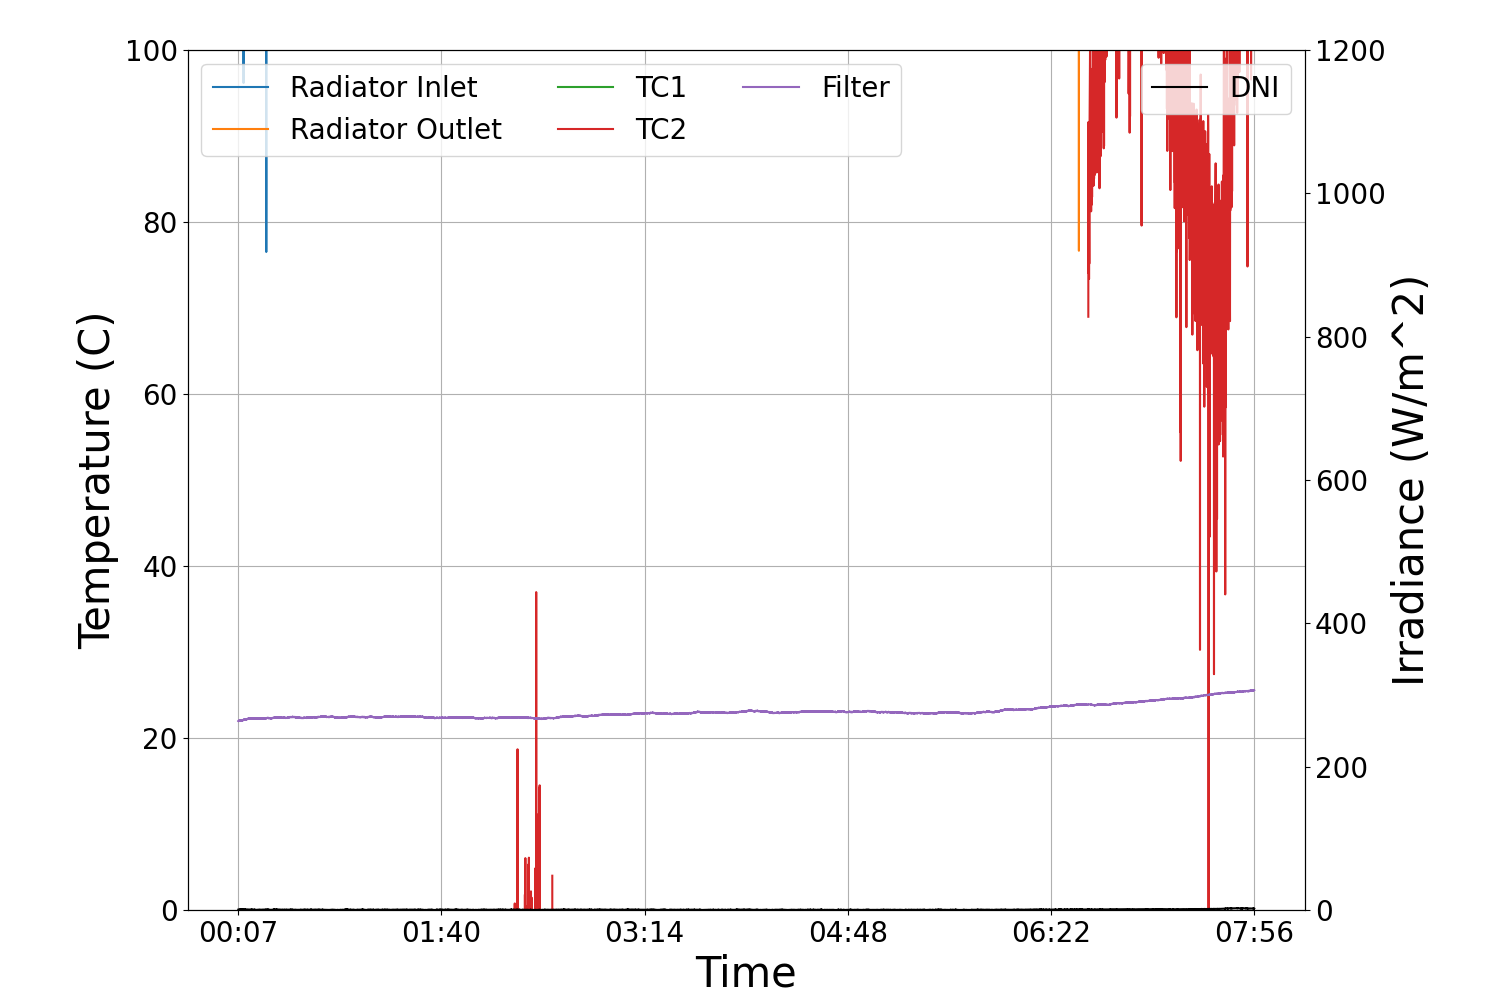 100
80
60
40
20
0
Temperature (C)
Radiator Inlet
Radiator Outlet
TC1
TC2
Filter
DNI
1200
1000
800
600
400
200
0
Irradiance (W/m^2)
00:07
01:40
03:14
04:48
06:22
07:56
Time